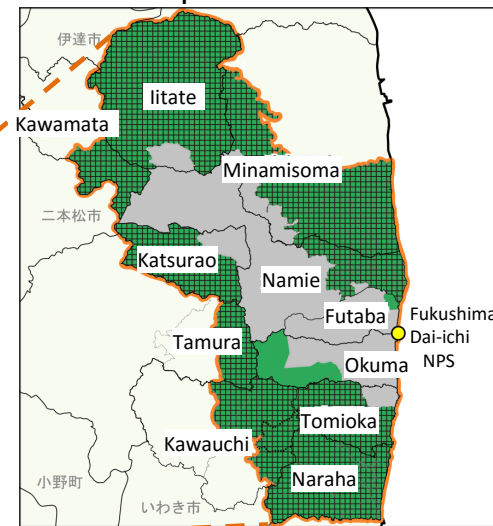 伊達市
Iitate
Kawamata
Minamisoma
二本松市
Katsurao
Namie
Futaba
Fukushima
Dai-ichi
NPS
Tamura
Okuma
Tomioka
Kawauchi
Naraha
小野町
いわき市